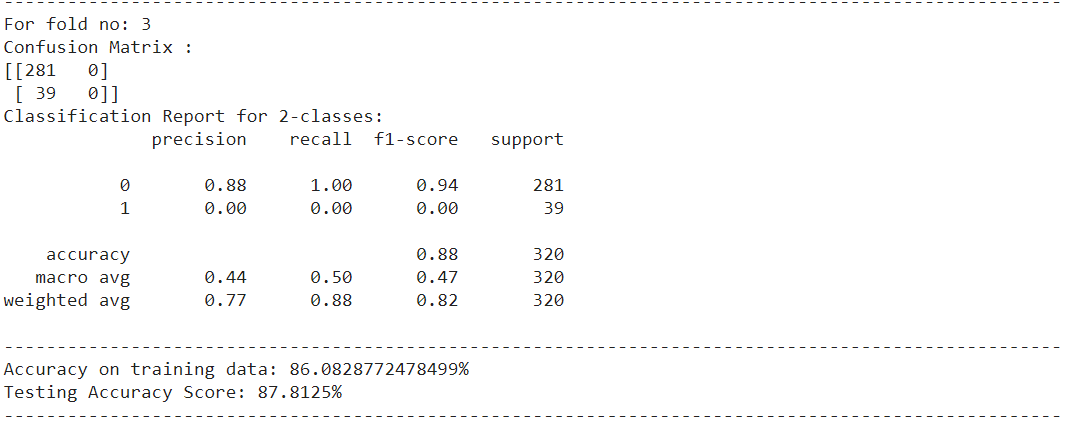 --------------------------------------------------------------------------------------------------
For fold no: 3
Confusion Matrix :
[[281   0]
 [ 39   0]]
Classification Report for 2-classes:
              precision    recall  f1-score   support

           0       0.88      1.00      0.94       281
           1       0.00      0.00      0.00        39

    accuracy                           0.88       320
   macro avg       0.44      0.50      0.47       320
weighted avg       0.77      0.88      0.82       320

--------------------------------------------------------------------------------------------------
Accuracy on training data: 86.0828772478499%
Testing Accuracy Score: 87.8125%
--------------------------------------------------------------------------------------------------